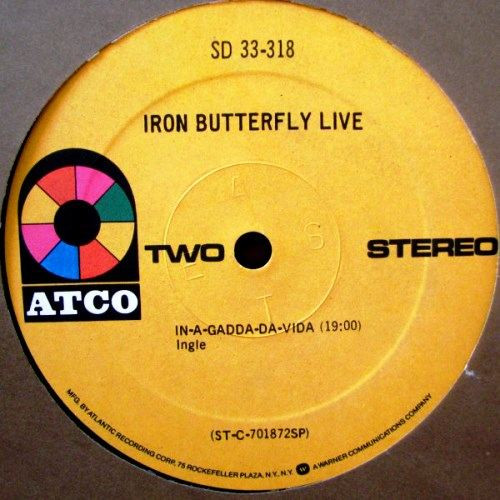 SD 33-318
IRON BUTTERFLY LIVE
ATCO
TWO
STEREO
IN-A-GADDA-DA-VIDA (19:00)
Ingle
(ST-C-701872SP)
MFG. BY ATLANTIC RECORDING CORP. 75 ROCKEFELLER PLAZA, N.Y., N.Y. W A WARNER COMMUNICATIONS COMPANY